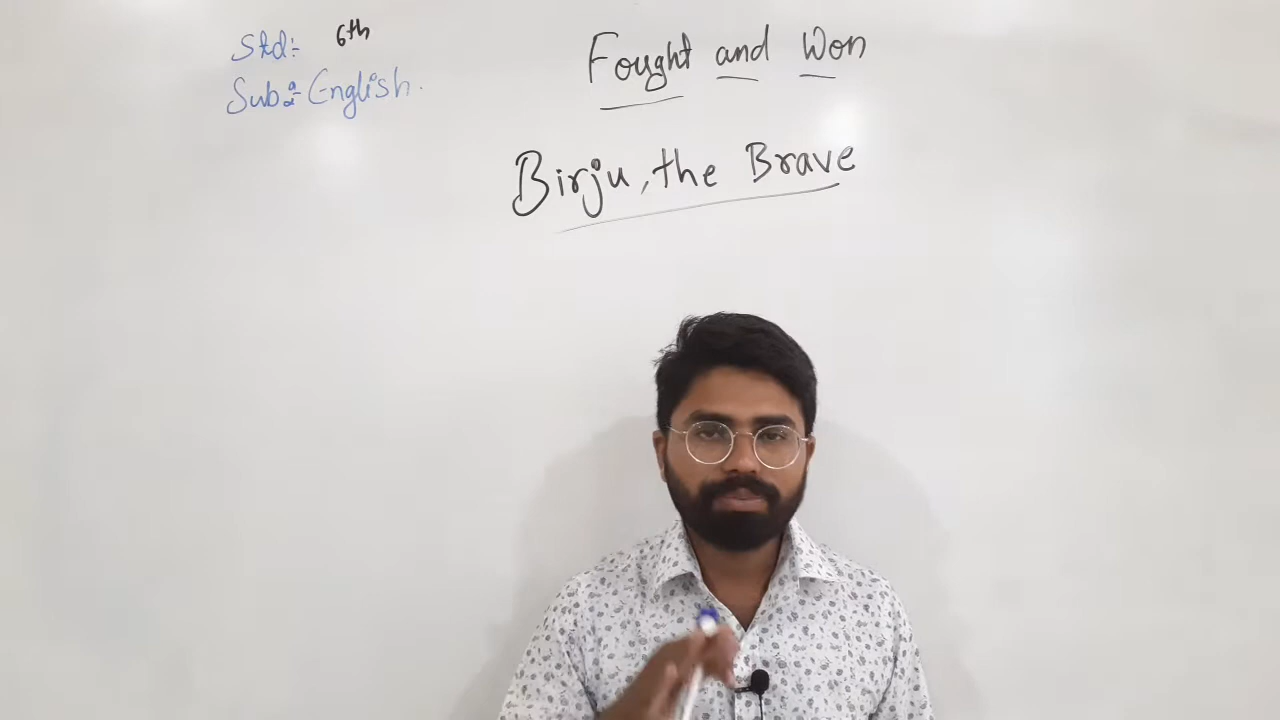 Std:- 6th
Sub:- English.
Fought and Won
Birju, the Brave